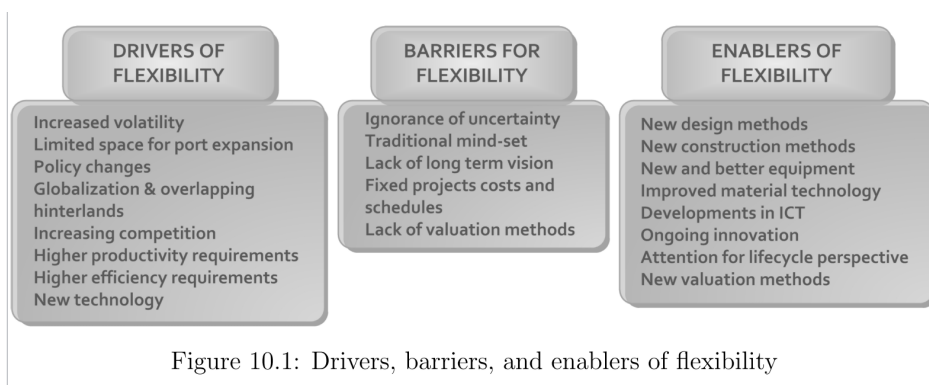 DRIVERS OF
FLEXIBILITY
Increased volatility
Limited space for port expansion
Policy changes
Globalization & overlapping
hinterlands
Increasing competition
Higher productivity requirements
Higher efficiency requirements
New technology
BARRIERS FOR
FLEXIBILITY
Ignorance of uncertainty
Traditional mind-set
Lack of long term vision
Fixed projects costs and
schedules
Lack of valuation methods
ENABLERS OF
FLEXIBILITY
New design methods
New construction methods
New and better equipment
Improved material technology
Developments in ICT
Ongoing innovation
Attention for lifecycle perspective
New valuation methods
Figure 10.1: Drivers, barriers, and enablers of flexibility